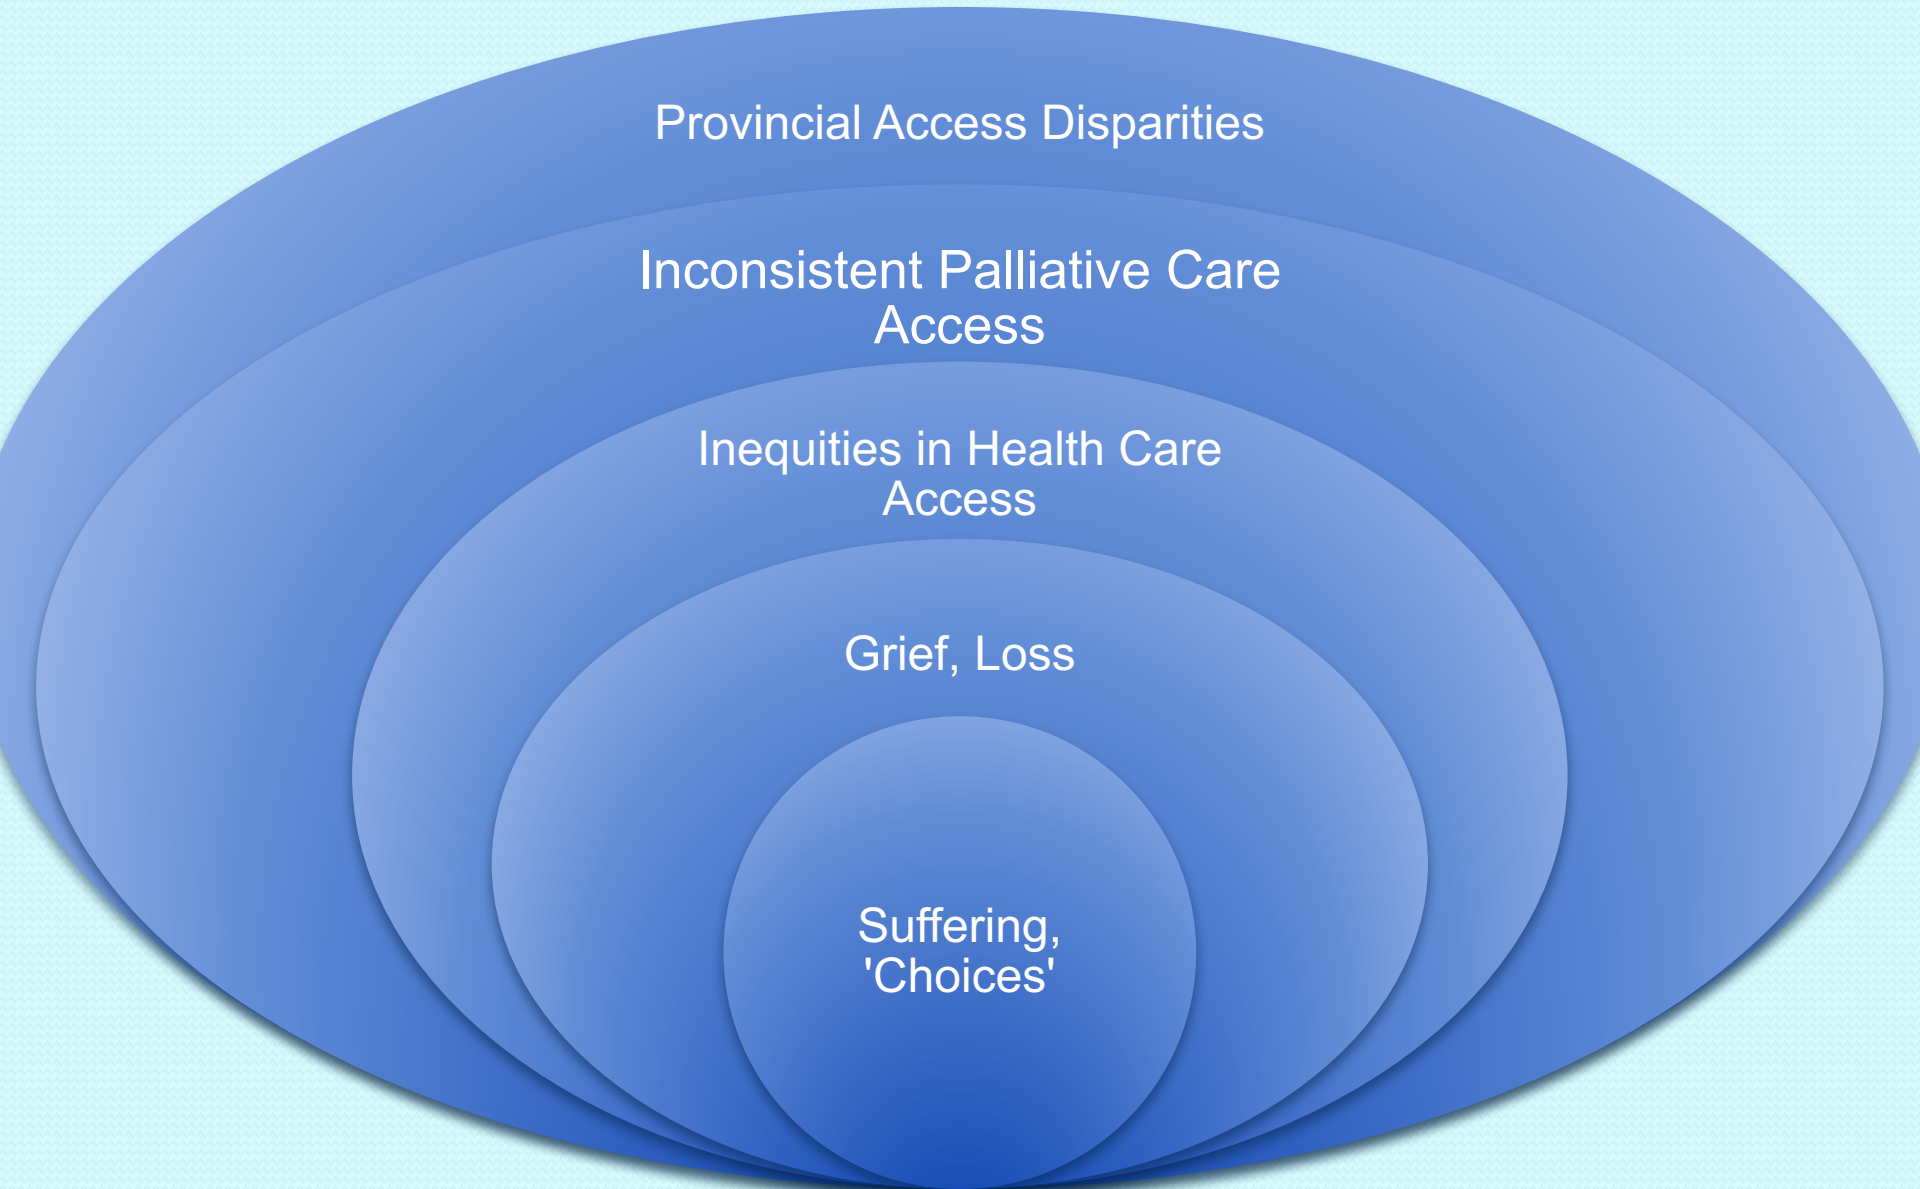 Provincial Access Disparities
Inconsistent Palliative Care
Access
Inequities in Health Care
Access
Grief, Loss
Suffering,
'Choices'